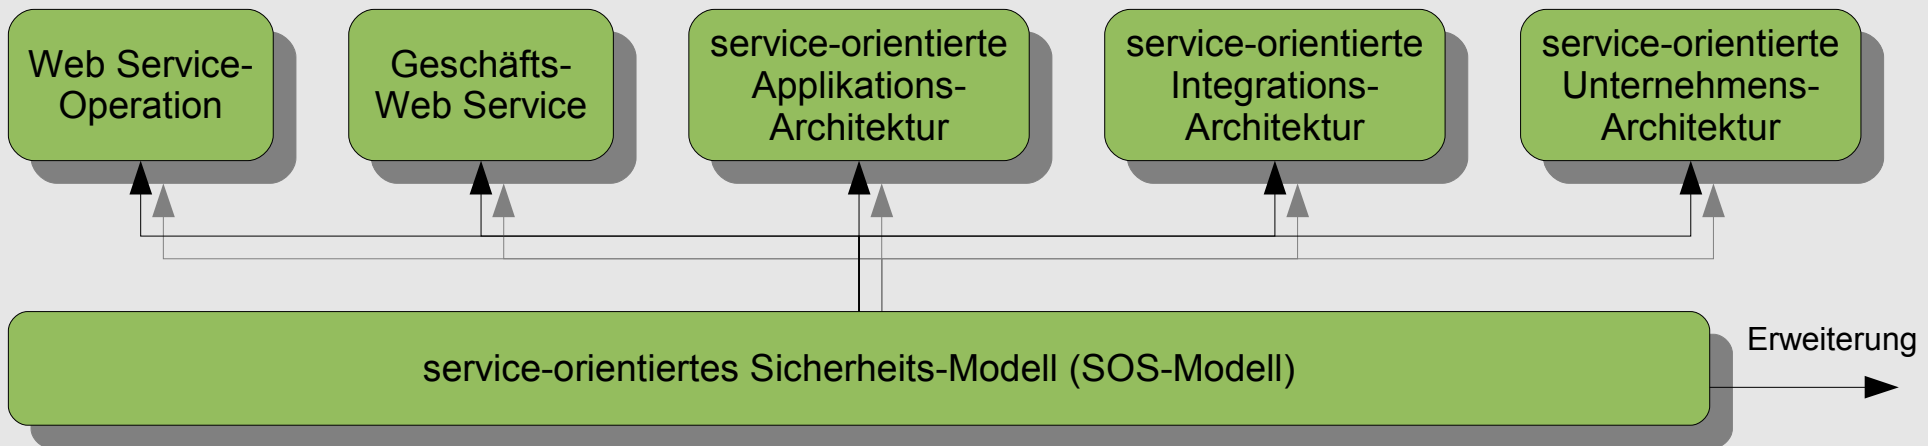 Web Service-
Operation
Geschäfts-
Web Service
service-orientierte
Applikations-
Architektur
service-orientierte
Integrations-
Architektur
service-orientierte
Unternehmens-
Architektur
service-orientiertes Sicherheits-Modell (SOS-Modell)
Erweiterung